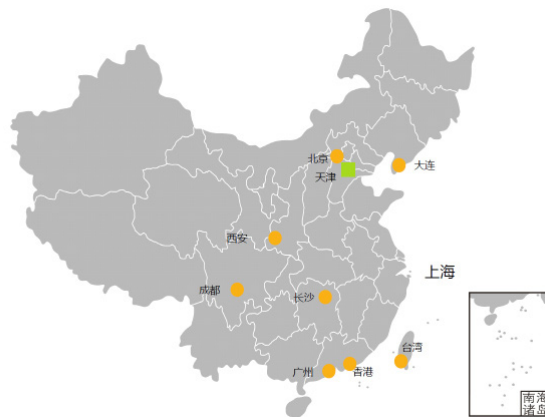 北京
大连
天津
西安
上海
成都
长沙
台湾
广州
香港
南海
诸岛